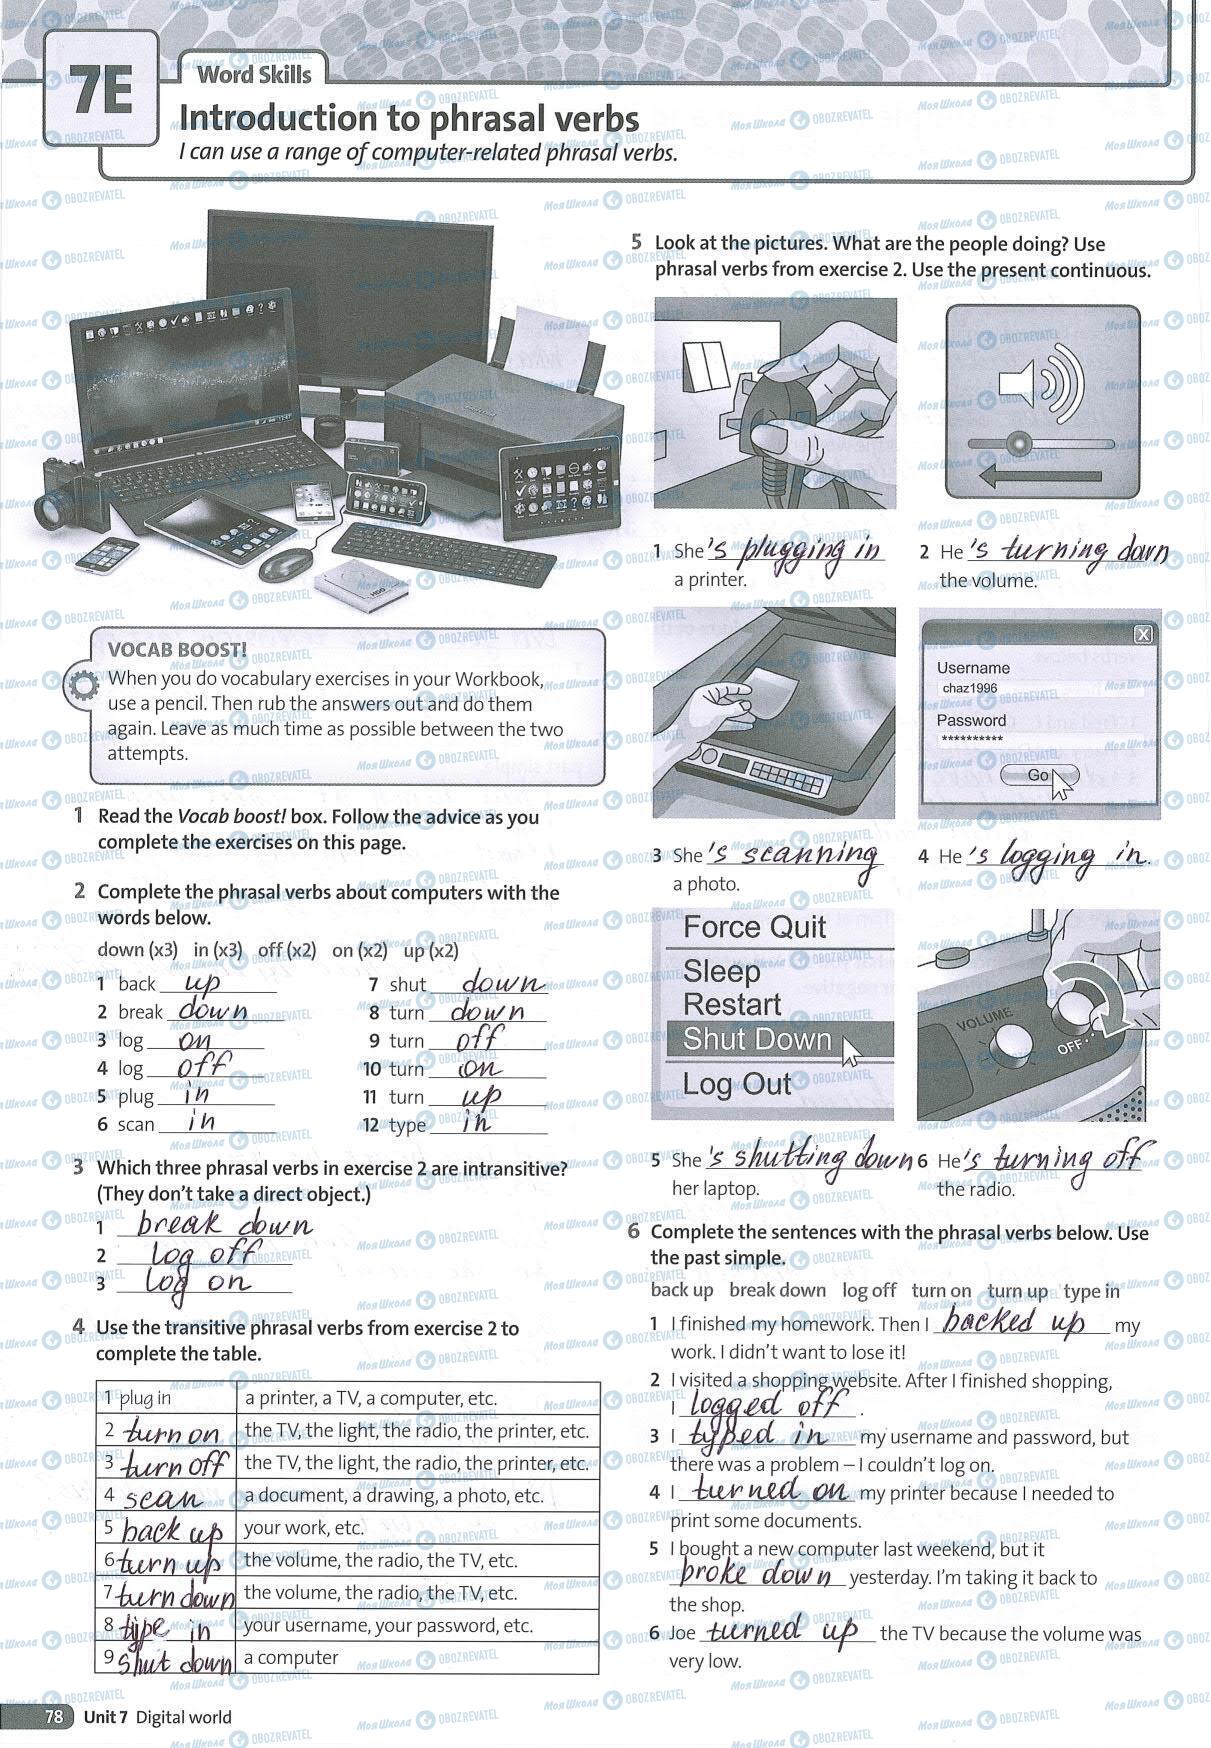 7E
Word Skills
Introduction to phrasal verbs
I can use a range of computer-related phrasal verbs.
VOCAB BOOST!
When you do vocabulary exercises in your Workbook,
use a pencil. Then rub the answers out and do them
again. Leave as much time as possible between the two
attempts.
1 Read the Vocab boost! box. Follow the advice as you
complete the exercises on this page.
2 Complete the phrasal verbs about computers with the
words below.
down (x3) in (x3) off (x2) on (x2) up (x2)
1 back up
2 break down
3 log on
4 log off
5 plug in
6 scan in
7 shut down
8 turn down
9 turn off
10 turn on
11 turn up
12 type in
3 Which three phrasal verbs in exercise 2 are intransitive?
(They don't take a direct object.)
1 break down
2 log off
3 log on
4 Use the transitive phrasal verbs from exercise 2 to
complete the table.
1 plug in a printer, a TV, a computer, etc.
2 turn on the TV, the light, the radio, the printer, etc.
3 turn off the TV, the light, the radio, the printer, etc.
4 scan a document, a drawing, a photo, etc.
5 back up your work, etc.
6 turn up the volume, the radio, the TV, etc.
7 turn down the volume, the radio, the TV, etc.
8 type in your username, your password, etc.
9 shut down a computer
5 Look at the pictures. What are the people doing? Use
phrasal verbs from exercise 2. Use the present continuous.
1 She 's plugging in
a printer.
2 He 's turning down
the volume.
X
Username
chaz1996
Password
**********
Go
3 She 's scanning
a photo.
4 He 's logging in.
Force Quit
Sleep
Restart
Shut Down
Log Out
VOLUME
OFF
5 She 's shutting down
her laptop.
6 He 's turning off
the radio.
6 Complete the sentences with the phrasal verbs below. Use
the past simple.
back up break down log off turn on turn up type in
1 I finished my homework. Then I backed up my
work. I didn't want to lose it!
2 I visited a shopping website. After I finished shopping,
I logged off .
3 I typed in my username and password, but
there was a problem – I couldn't log on.
4 I turned on my printer because I needed to
print some documents.
5 I bought a new computer last weekend, but it
broke down yesterday. I'm taking it back to
the shop.
6 Joe turned up the TV because the volume was
very low.
78 Unit 7 Digital world
Моя Школа OBOZREVATEL